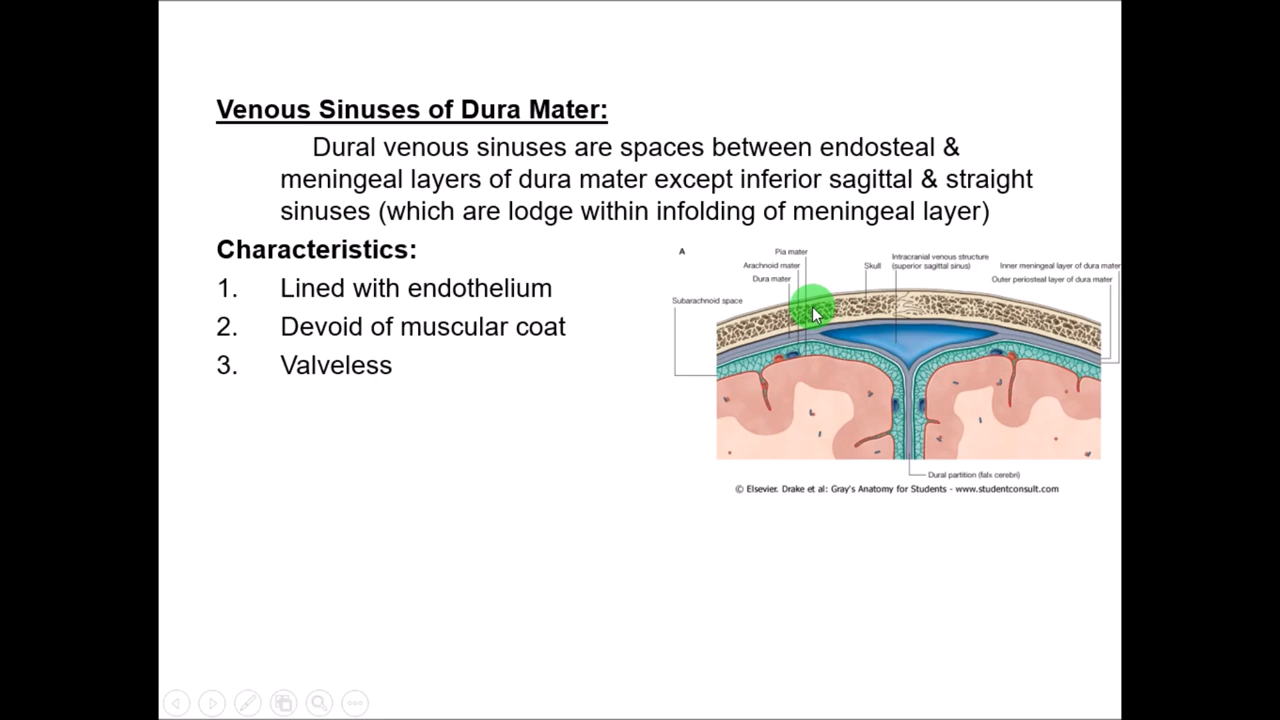 Venous Sinuses of Dura Mater:
Dural venous sinuses are spaces between endosteal &
meningeal layers of dura mater except inferior sagittal & straight
sinuses (which are lodge within infolding of meningeal layer)
Characteristics:
1. Lined with endothelium
2. Devoid of muscular coat
3. Valveless
A
Pia mater
Arachnoid mater
Dura mater
Subarachnoid space
Skull
Intracranial venous structure
(superior sagittal sinus)
Inner meningeal layer of dura mater
Outer periosteal layer of dura mater
Dural partition (falx cerebri)
© Elsevier. Drake et al: Gray's Anatomy for Students - www.studentconsult.com